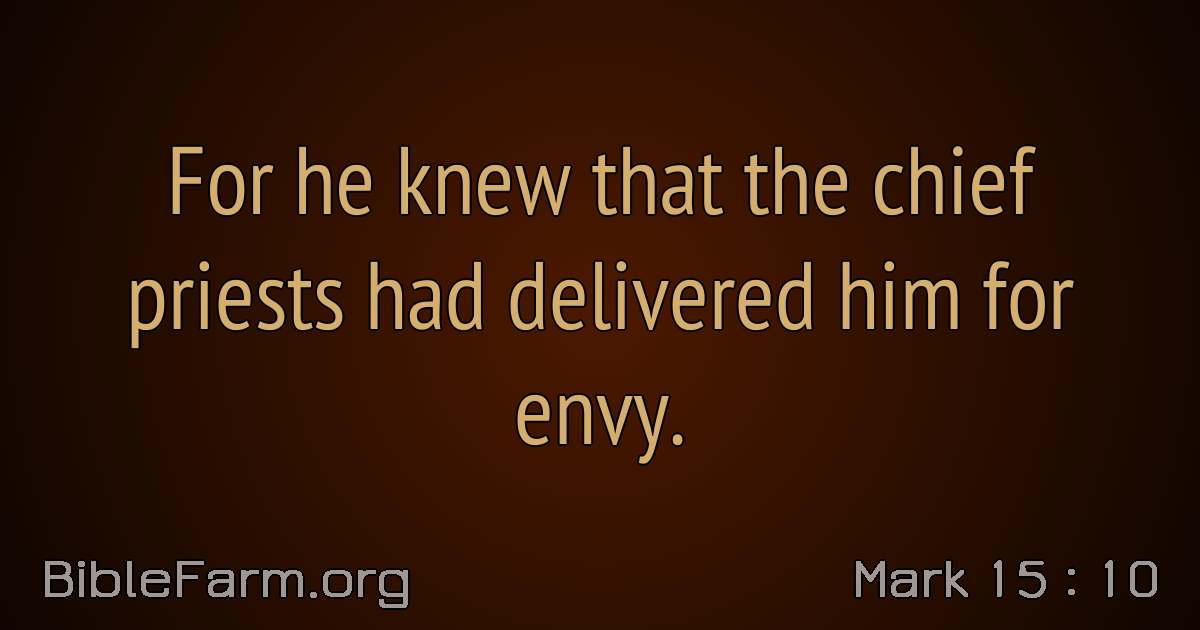 For he knew that the chief
priests had delivered him for
envy.
BibleFarm.org
Mark 15 : 10